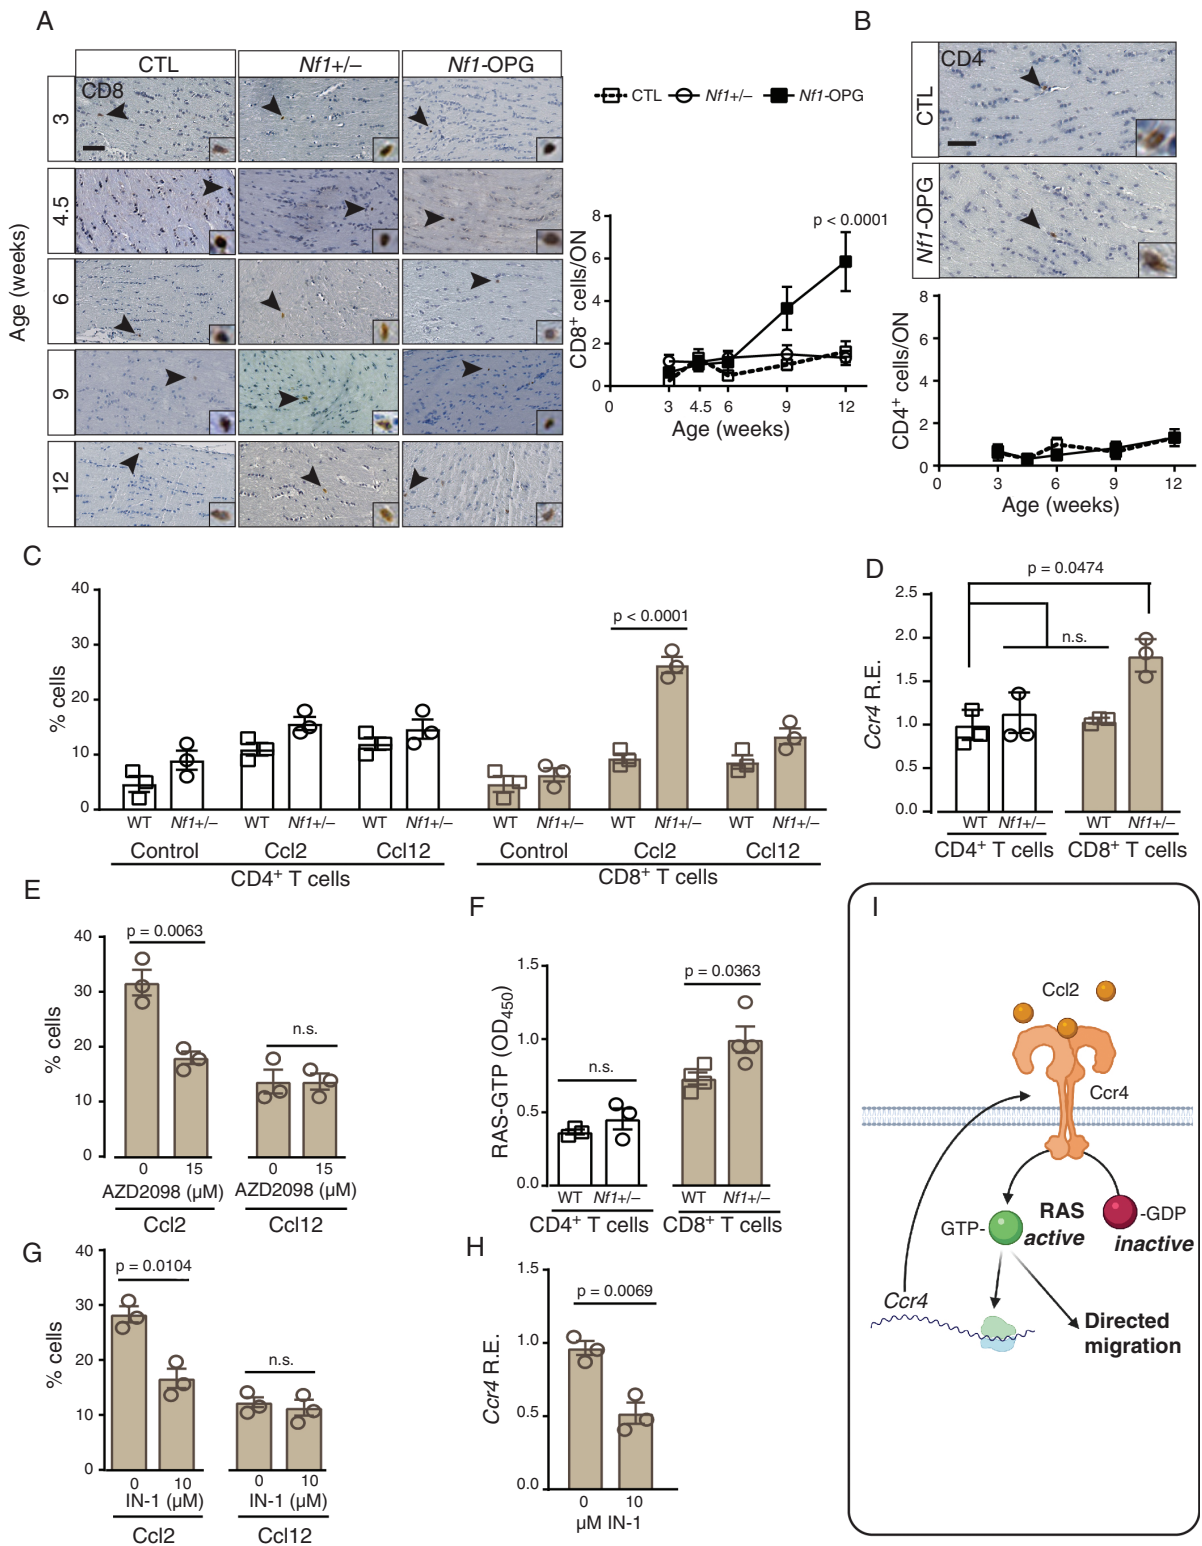 A
CTL
Nf1+/–
Nf1-OPG
CD8
3
4.5
6
9
12
Age (weeks)
CTL Nf1+/– Nf1-OPG
p < 0.0001
CD8+ cells/ON
8
6
4
2
0
0 3 4.5 6 9 12
Age (weeks)
B
CD4
CTL
Nf1-OPG
CD4+ cells/ON
8
6
4
2
0
0 3 6 9 12
Age (weeks)
C
% cells
40
30
20
10
0
p < 0.0001
WT Nf1+/– WT Nf1+/– WT Nf1+/– WT Nf1+/– WT Nf1+/– WT Nf1+/–
Control Ccl2 Ccl12 Control Ccl2 Ccl12
CD4+ T cells CD8+ T cells
D
p = 0.0474
n.s.
Ccr4 R.E.
2.5
2.0
1.5
1.0
0.5
0.0
WT Nf1+/– WT Nf1+/–
CD4+ T cells CD8+ T cells
E
% cells
40
30
20
10
0
p = 0.0063
n.s.
0 15 0 15
AZD2098 (µM) AZD2098 (µM)
Ccl2 Ccl12
F
RAS-GTP (OD450)
1.5
1.0
0.5
0.0
n.s.
p = 0.0363
WT Nf1+/– WT Nf1+/–
CD4+ T cells CD8+ T cells
G
% cells
40
30
20
10
0
p = 0.0104
n.s.
0 10 0 10
IN-1 (µM) IN-1 (µM)
Ccl2 Ccl12
H
Ccr4 R.E.
1.5
1.0
0.5
0.0
p = 0.0069
0 10
µM IN-1
I
Ccl2
Ccr4
GTP- RAS -GDP
active inactive
Ccr4
Directed
migration